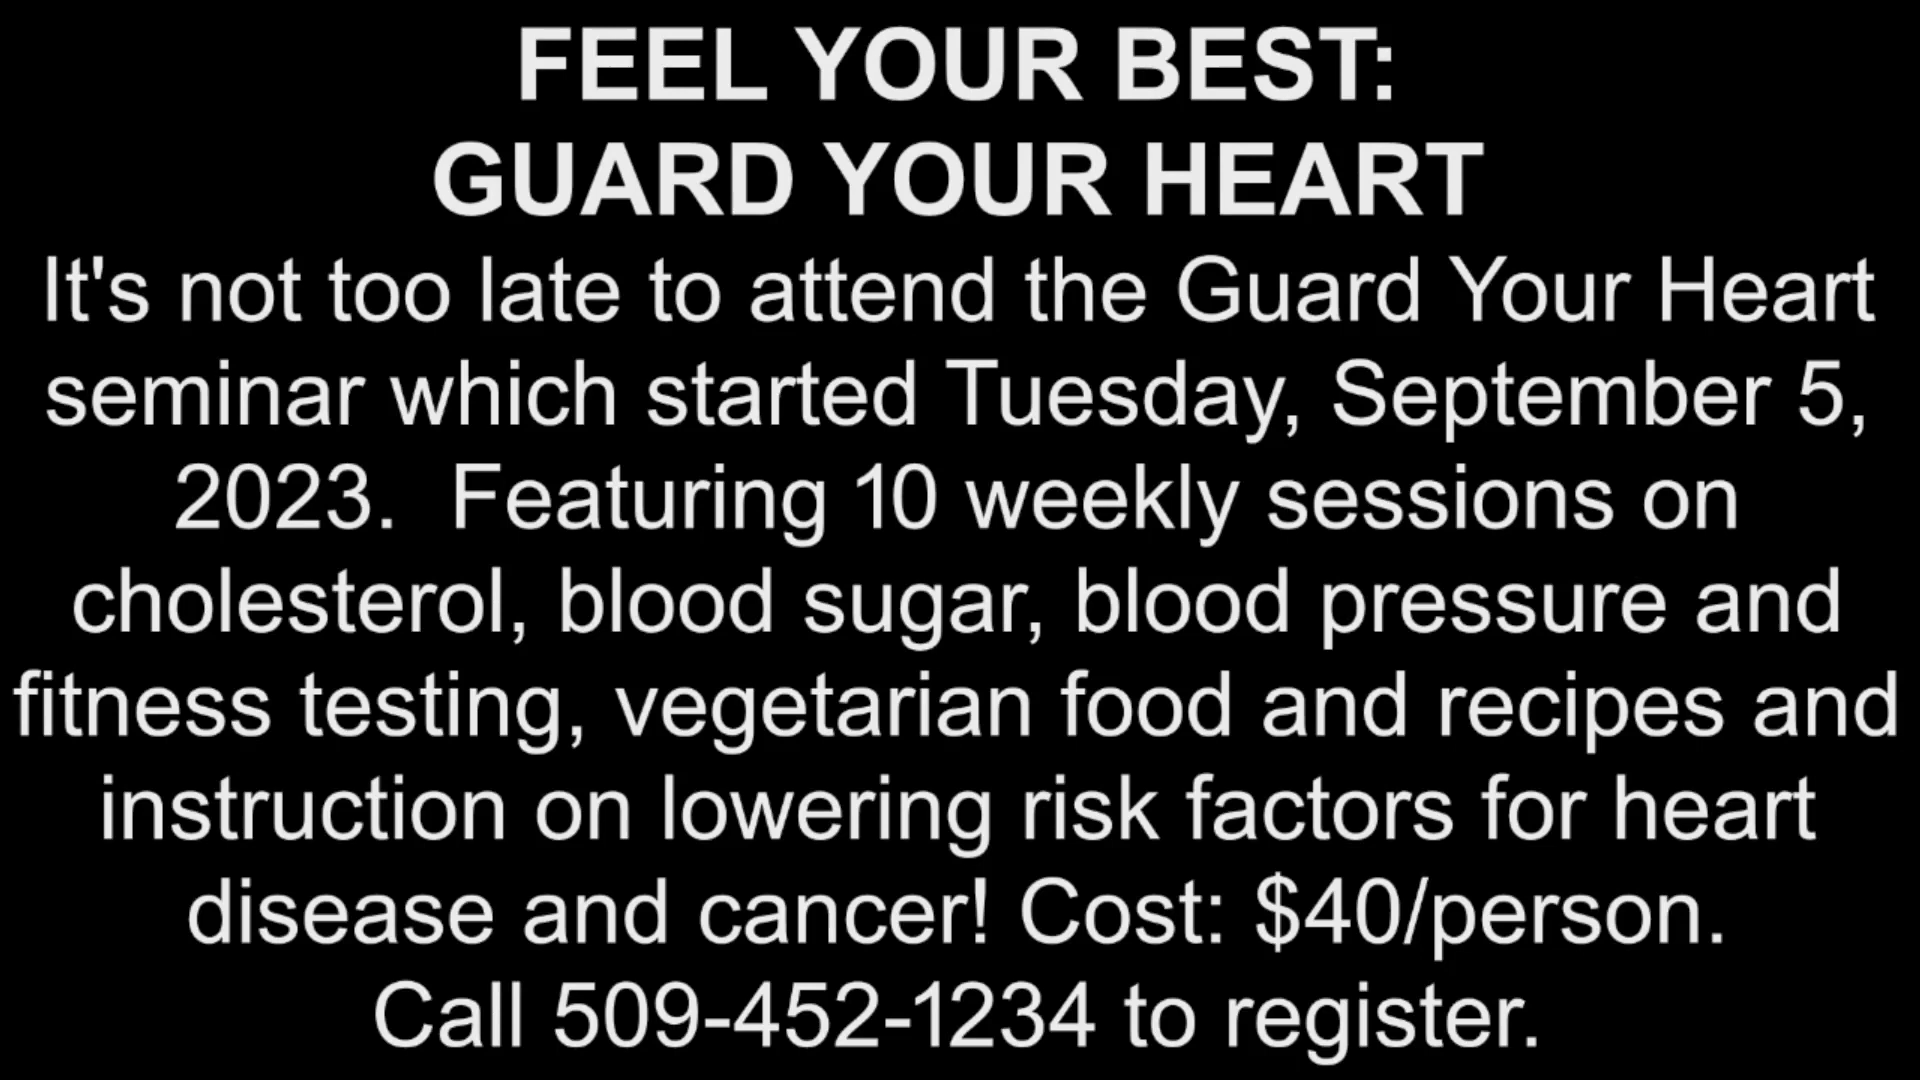 FEEL YOUR BEST:
GUARD YOUR HEART
It's not too late to attend the Guard Your Heart
seminar which started Tuesday, September 5,
2023.  Featuring 10 weekly sessions on
cholesterol, blood sugar, blood pressure and
fitness testing, vegetarian food and recipes and
instruction on lowering risk factors for heart
disease and cancer! Cost: $40/person.
Call 509-452-1234 to register.